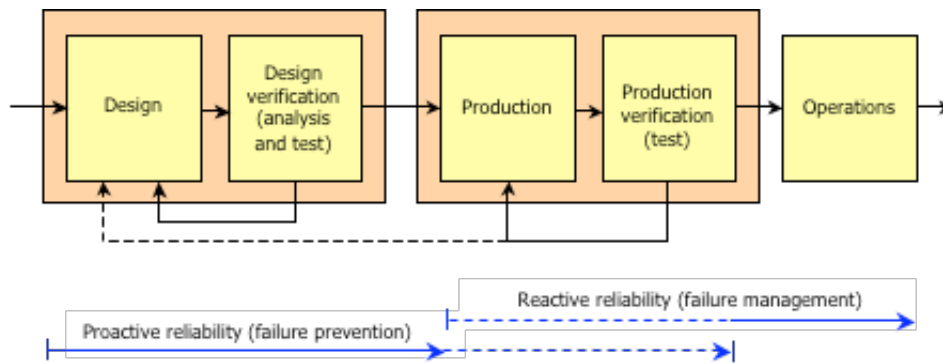 Design
Design
verification
(analysis
and test)
Production
Production
verification
(test)
Operations
Reactive reliability (failure management)
Proactive reliability (failure prevention)